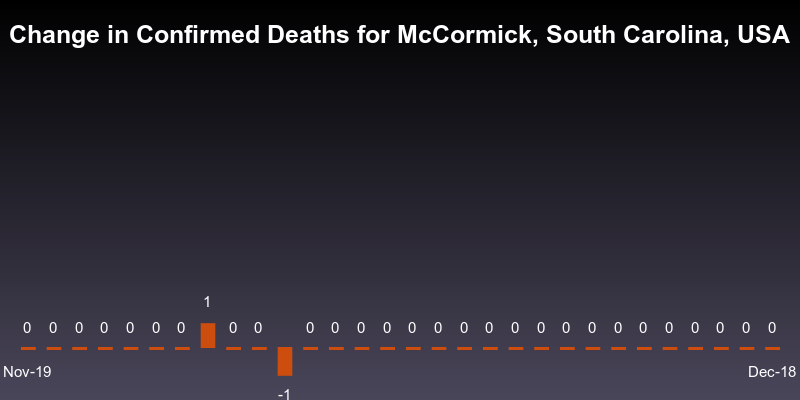 Change in Confirmed Deaths for McCormick, South Carolina, USA
1
0 0 0 0 0 0 0 0 0 0 0 0 0 0 0 0 0 0 0 0 0 0 0 0 0 0 0 0
Nov-19 Dec-18
-1